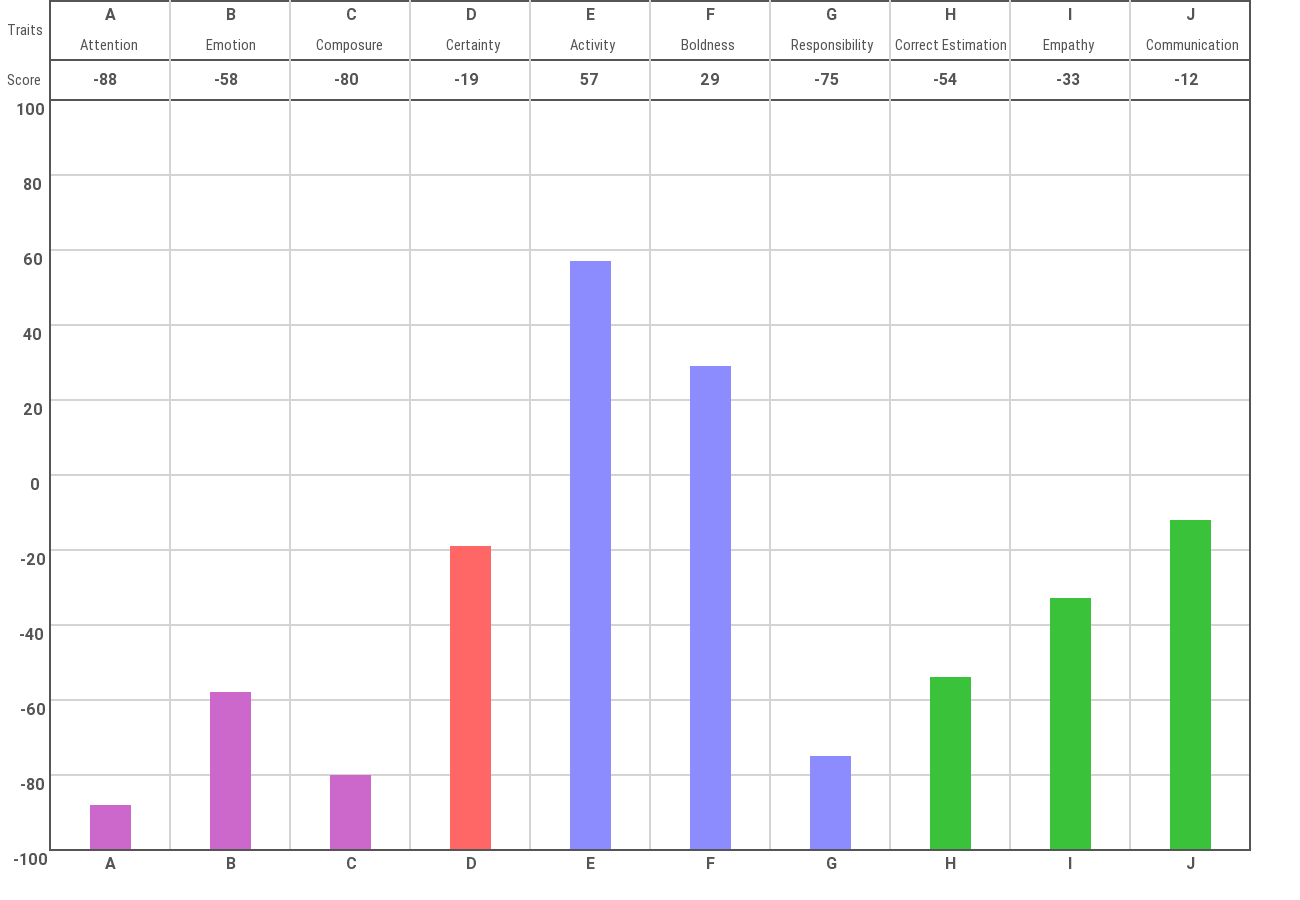 A B C D E F G H I J
Traits
Attention Emotion Composure Certainty Activity Boldness Responsibility Correct Estimation Empathy Communication
Score -88 -58 -80 -19 57 29 -75 -54 -33 -12
100
80
60
40
20
0
-20
-40
-60
-80
-100
A B C D E F G H I J